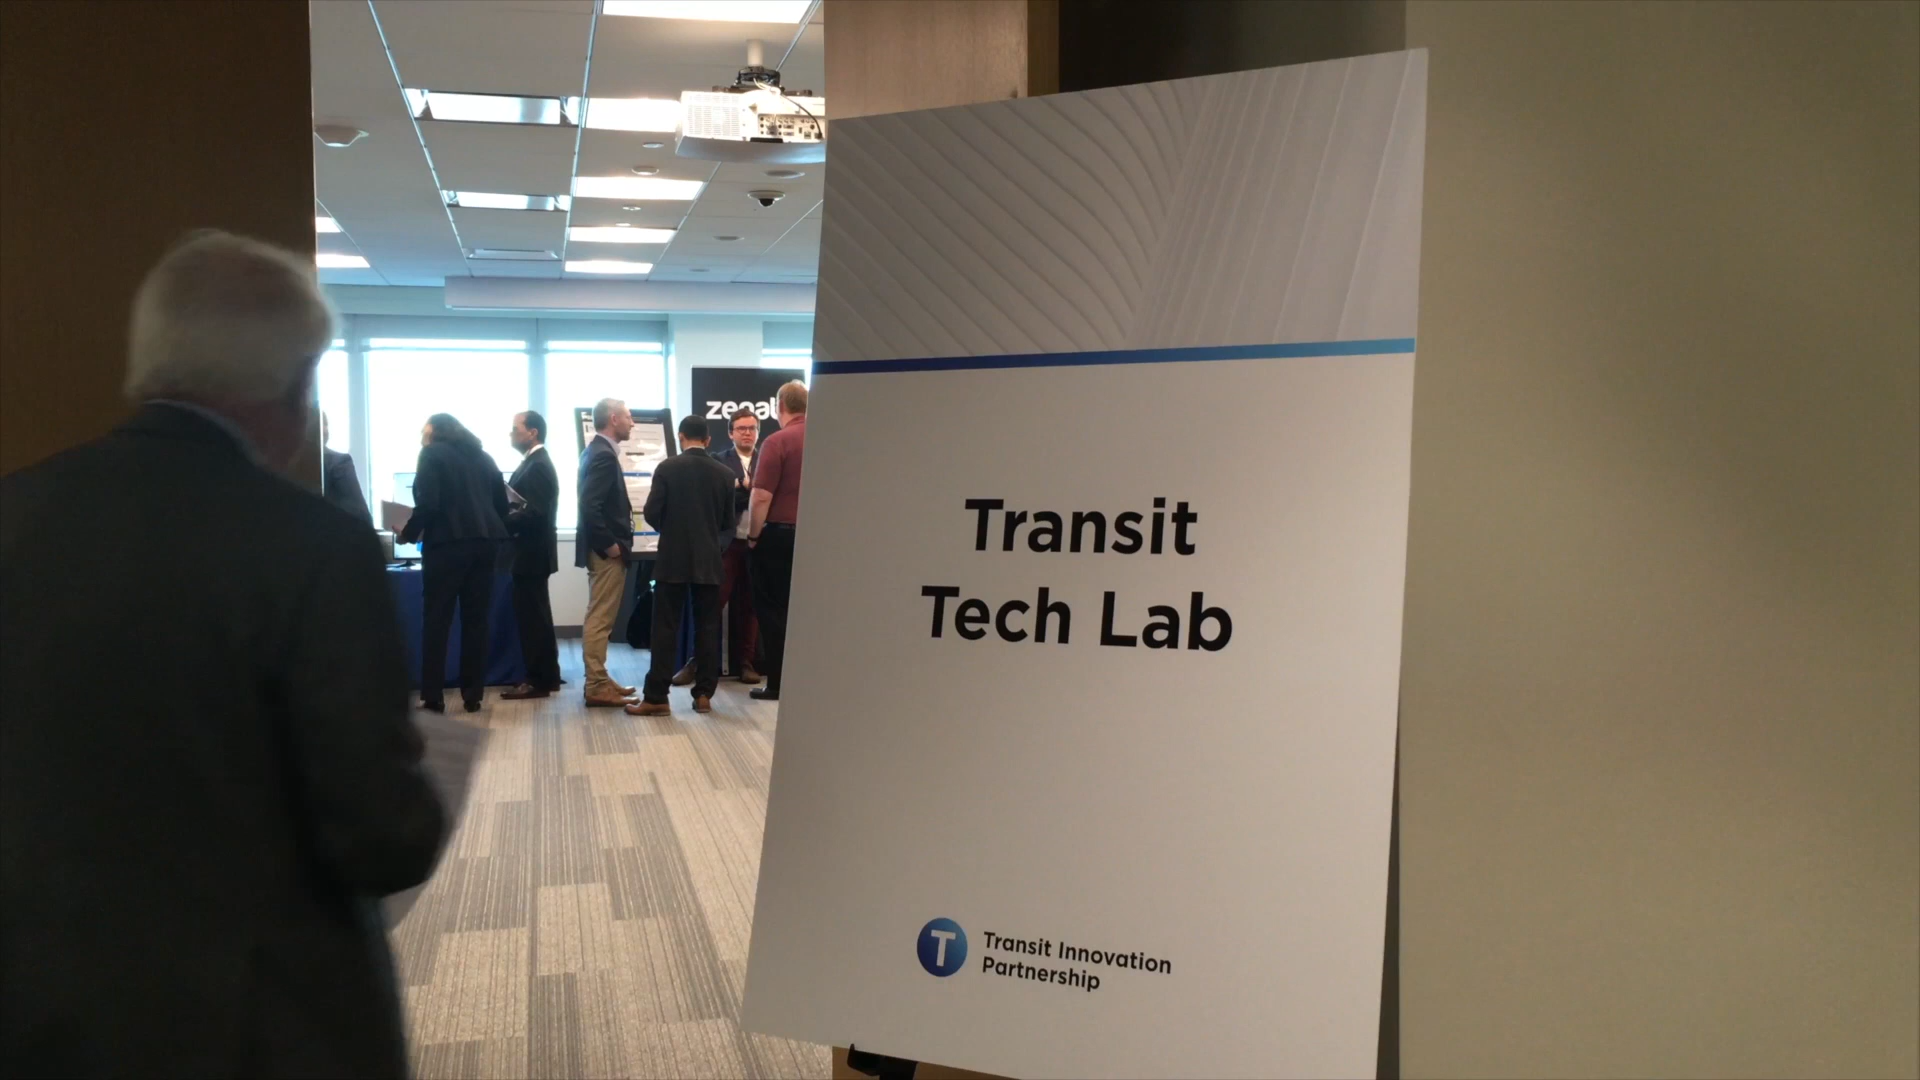 Transit
Tech Lab
T
Transit Innovation
Partnership